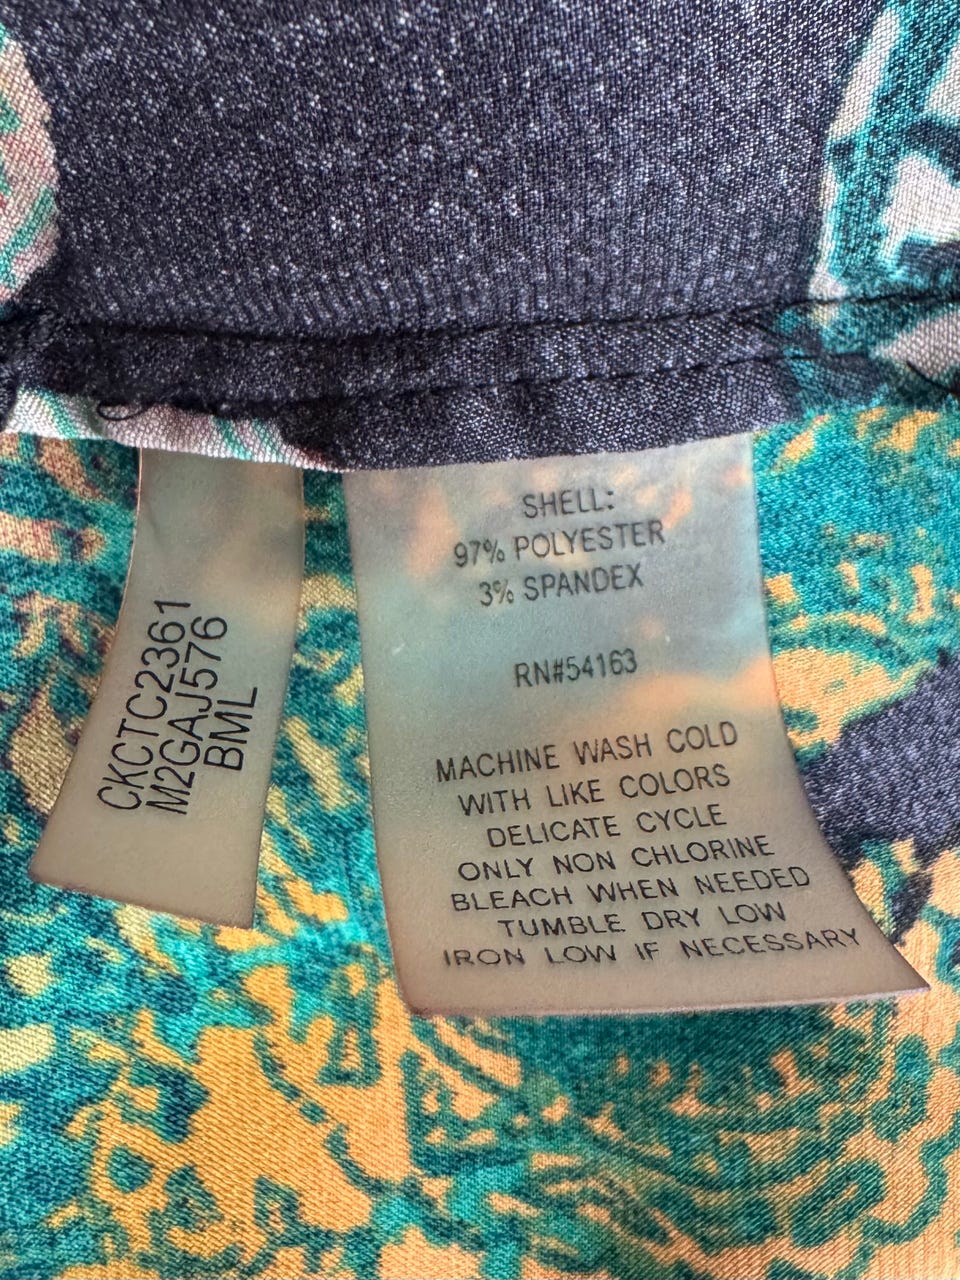 CKCTC2361
M2GAJ576
BML
SHELL:
97% POLYESTER
3% SPANDEX
RN#54163
MACHINE WASH COLD
WITH LIKE COLORS
DELICATE CYCLE
ONLY NON CHLORINE
BLEACH WHEN NEEDED
TUMBLE DRY LOW
IRON LOW IF NECESSARY